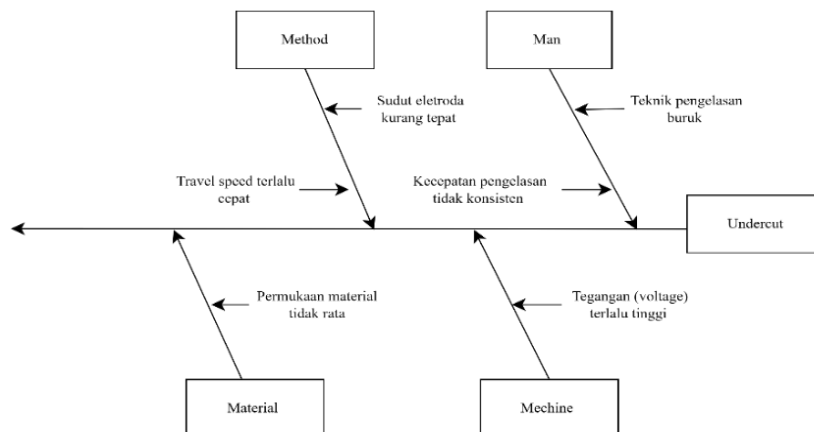 Method
Man
Sudut eletroda
kurang tepat
Teknik pengelasan
buruk
Travel speed terlalu
cepat
Kecepatan pengelasan
tidak konsisten
Undercut
Permukaan material
tidak rata
Tegangan (voltage)
terlalu tinggi
Material
Mechine